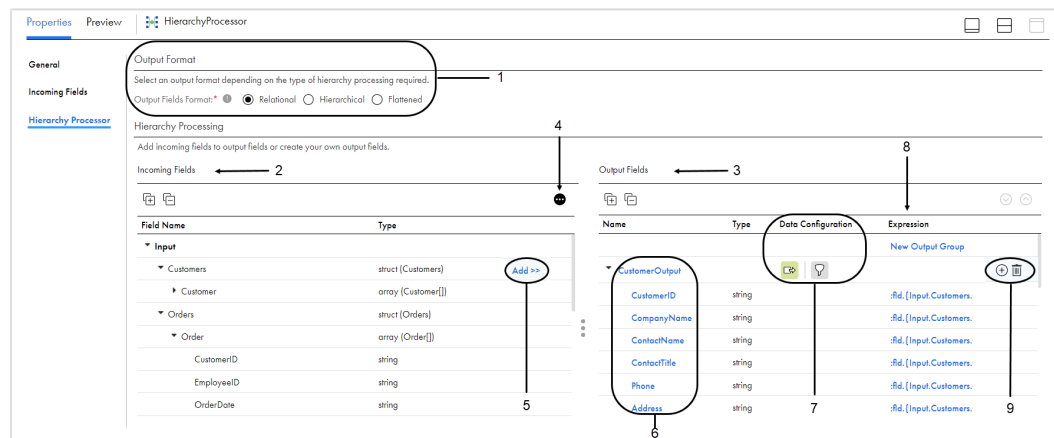 Properties Preview HierarchyProcessor
General
Incoming Fields
Hierarchy Processor
Output Format
Select an output format depending on the type of hierarchy processing required.
1
Output Fields Format:* Relational Hierarchical Flattened
Hierarchy Processing
4
Add incoming fields to output fields or create your own output fields.
8
Incoming Fields 2
Output Fields 3
Field Name Type
Name Type Data Configuration Expression
Input
New Output Group
Customers struct (Customers) Add >>
CustomerOutput
Customer array (Customer[])
CustomerID string :fld.{Input.Customers.
Orders struct (Orders)
CompanyName string :fld.{Input.Customers.
Order array (Order[])
ContactName string :fld.{Input.Customers.
CustomerID string
ContactTitle string :fld.{Input.Customers.
EmployeeID string
Phone string :fld.{Input.Customers.
OrderDate string 5
Address string 7 :fld.{Input.Customers. 9
6